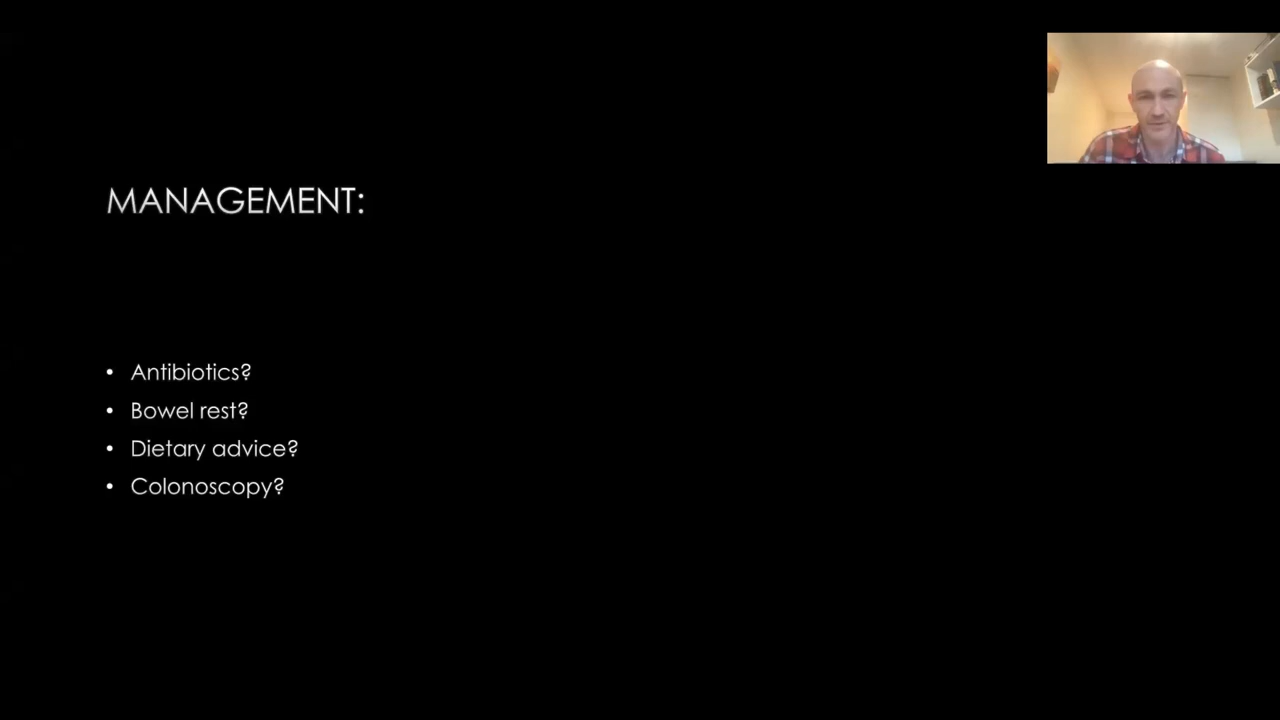 MANAGEMENT:
• Antibiotics?
• Bowel rest?
• Dietary advice?
• Colonoscopy?